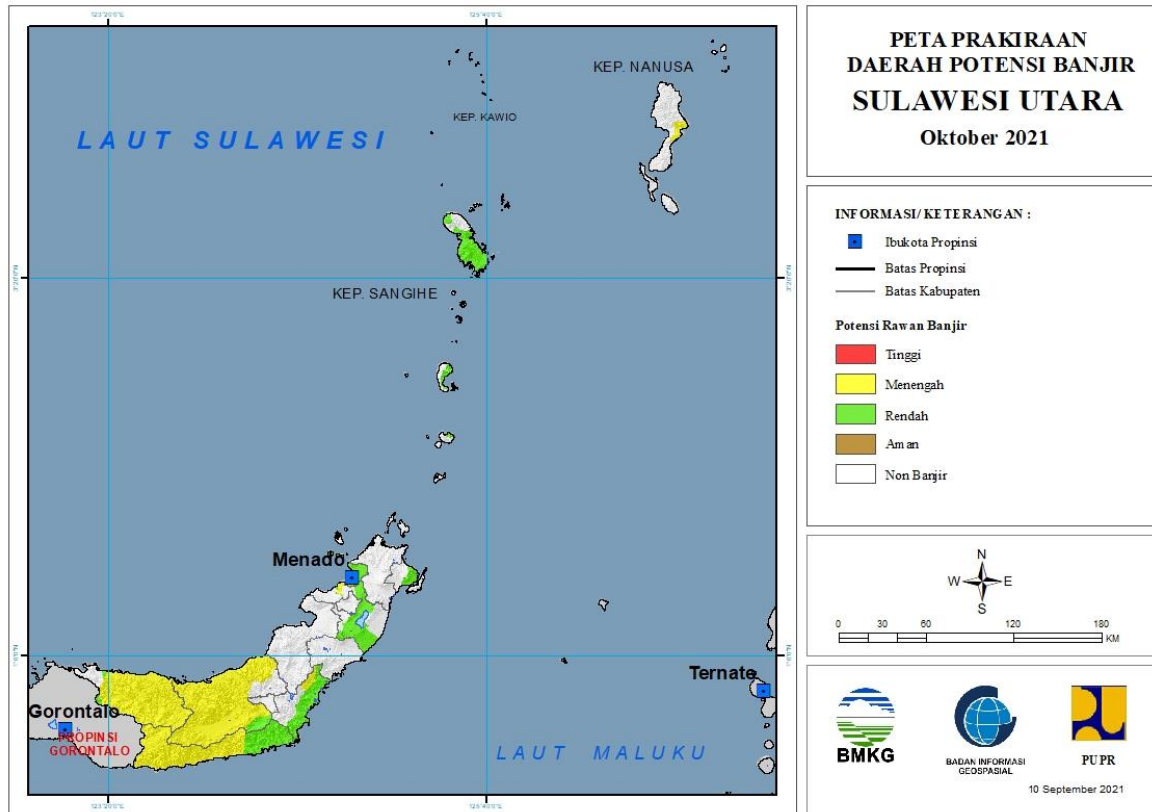 PETA PRAKIRAAN
DAERAH POTENSI BANJIR
SULAWESI UTARA
Oktober 2021
INFORMASI/ KETERANGAN :
Ibukota Propinsi
Batas Propinsi
Batas Kabupaten
Potensi Rawan Banjir
Tinggi
Menengah
Rendah
Aman
Non Banjir
N
W E
S
0 30 60 120 180
KM
BMKG
BADAN INFORMASI
GEOSPASIAL
PUPR
10 September 2021
KEP. NANUSA
KEP. KAWIO
LAUT SULAWESI
KEP. SANGIHE
Menado
Ternate
Gorontalo
PROPINSI
GORONTALO
LAUT MALUKU